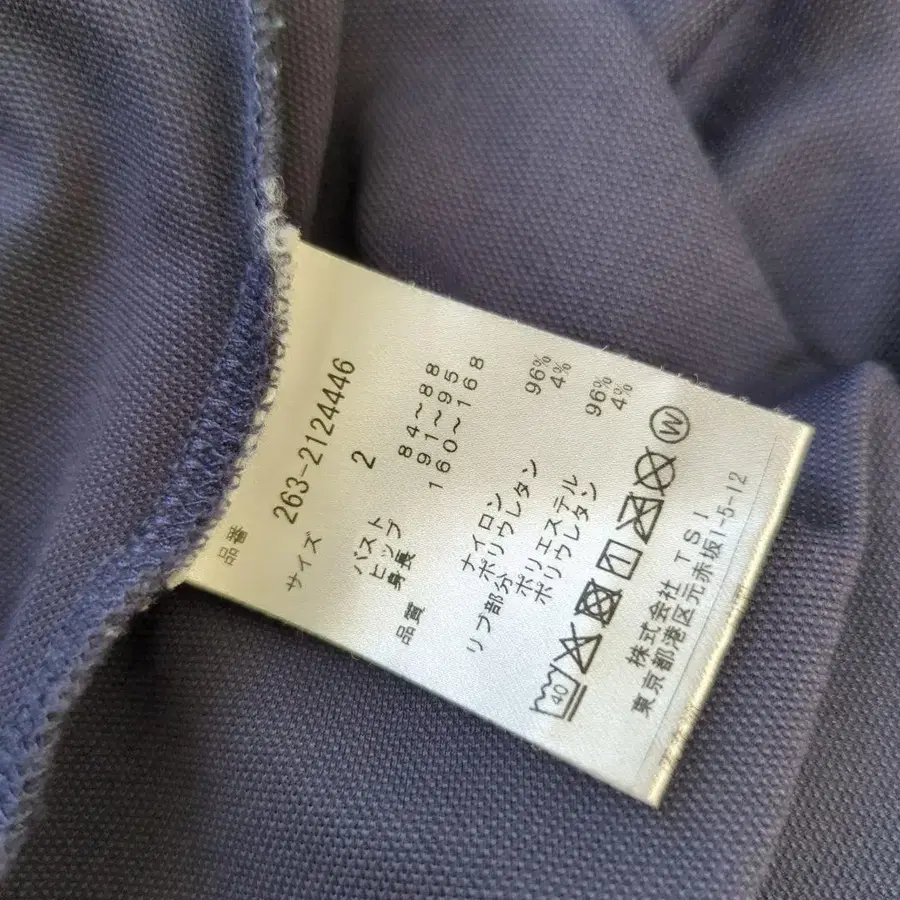 品番
263-2124446
サイズ
2
バスト 84~88
ヒップ 91~95
身長 160~168
品質
ナイロン 96%
ポリウレタン 4%
リブ部分
ポリエステル 96%
ポリウレタン 4%
40
W
株式会社 TSI
東京都港区元赤坂1-5-12